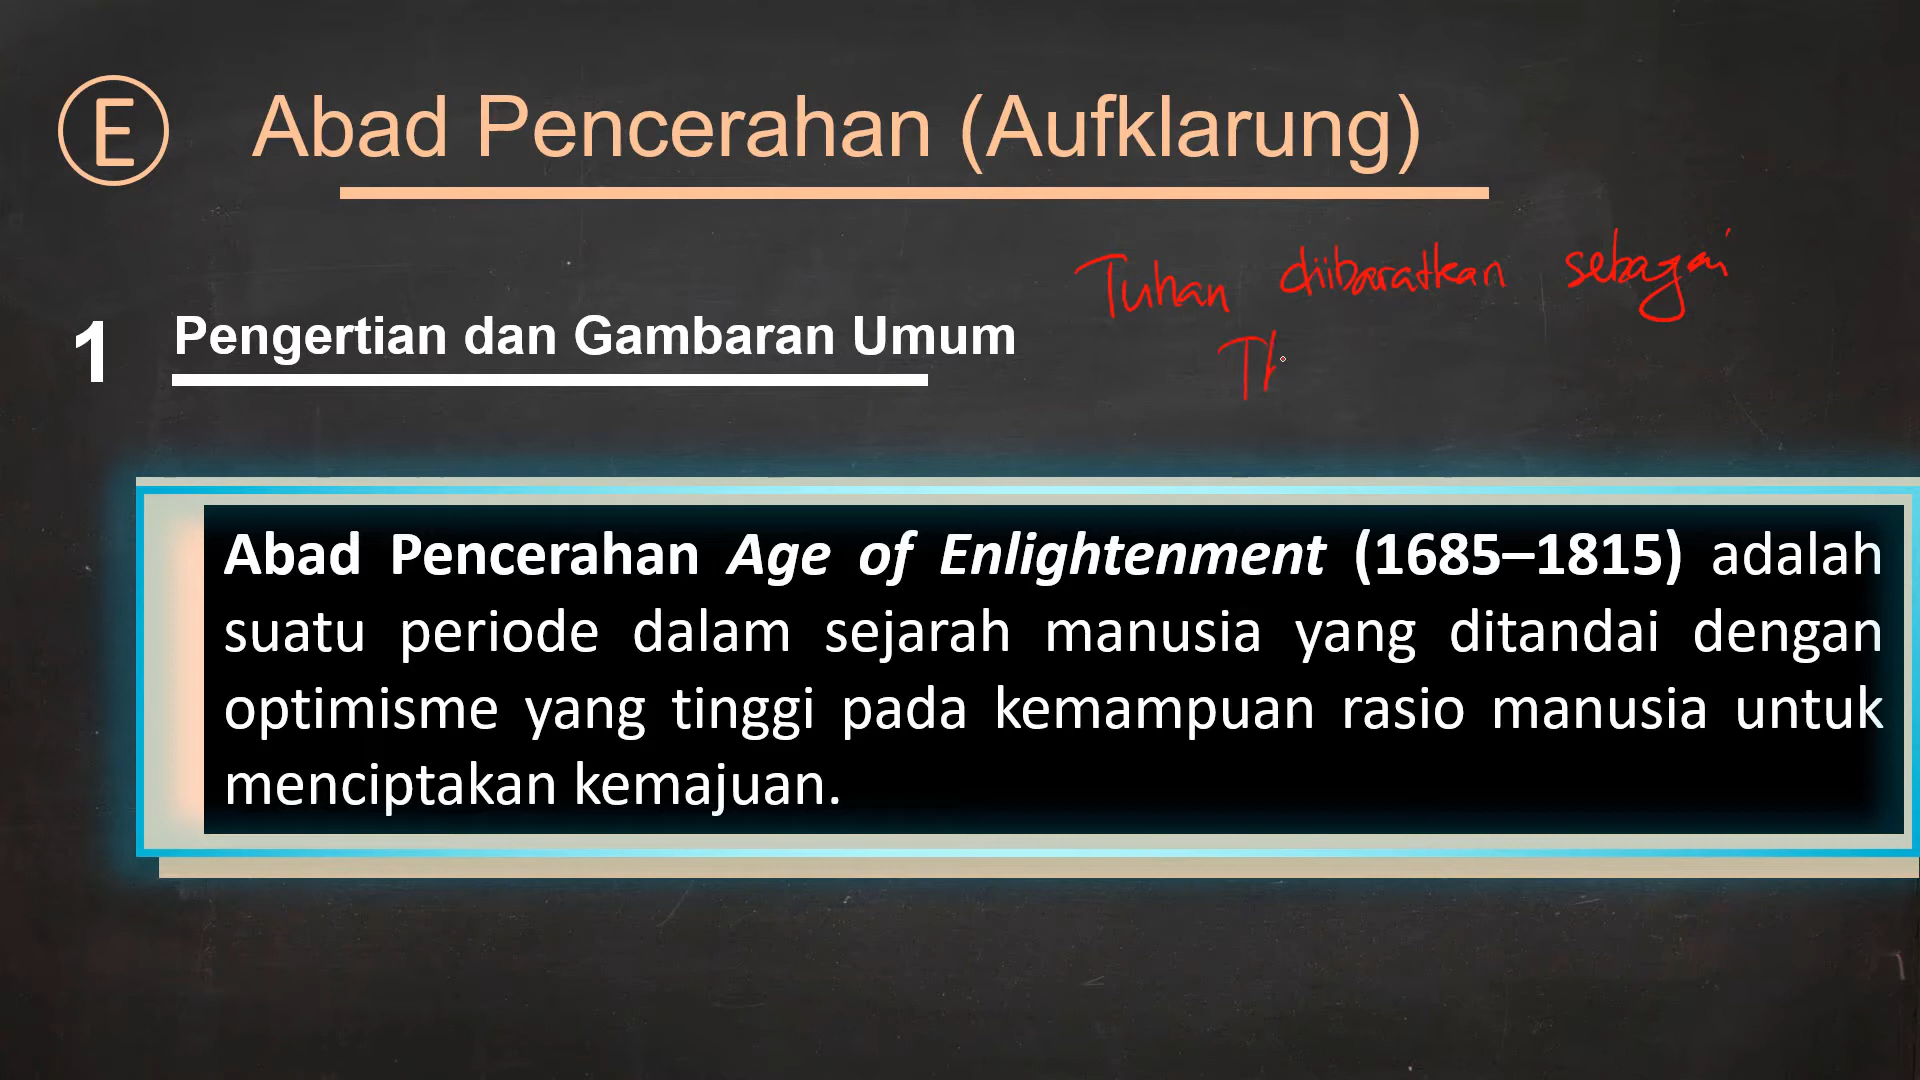 E Abad Pencerahan (Aufklarung)
Tuhan diibaratkan sebagai
Th
1 Pengertian dan Gambaran Umum
Abad Pencerahan Age of Enlightenment (1685–1815) adalah
suatu periode dalam sejarah manusia yang ditandai dengan
optimisme yang tinggi pada kemampuan rasio manusia untuk
menciptakan kemajuan.